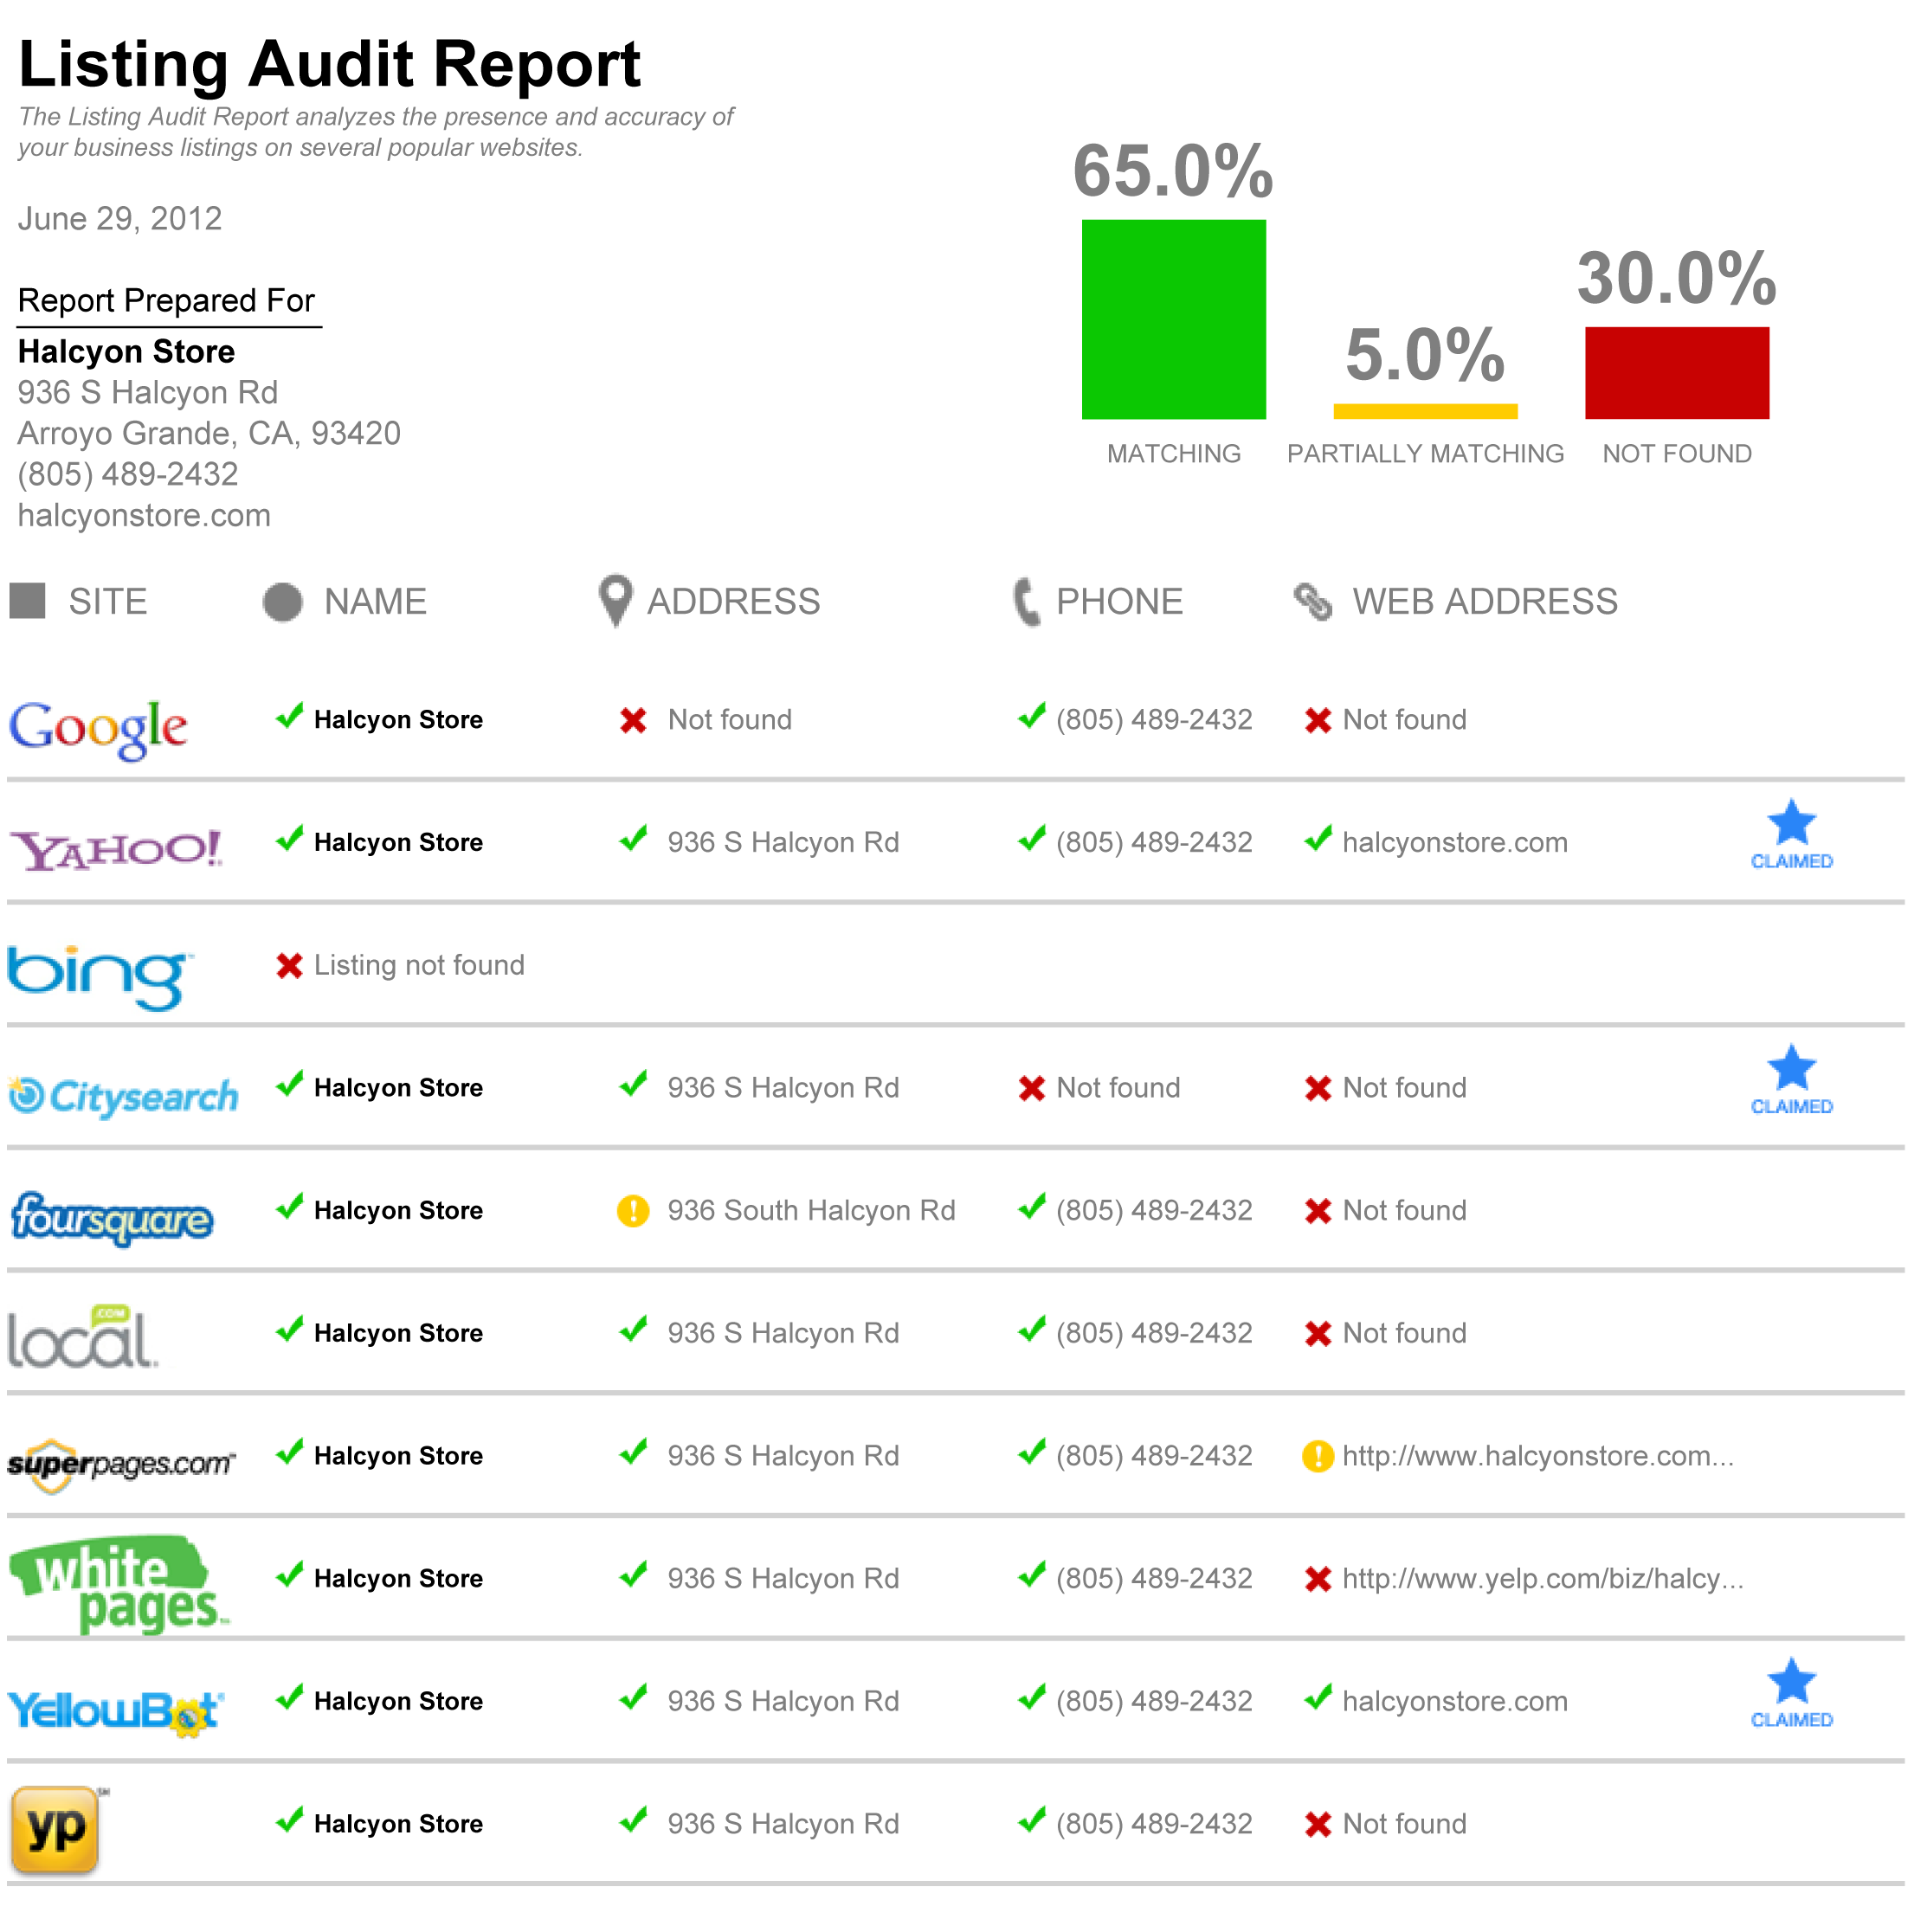 Listing Audit Report
The Listing Audit Report analyzes the presence and accuracy of
your business listings on several popular websites.
June 29, 2012
Report Prepared For
Halcyon Store
936 S Halcyon Rd
Arroyo Grande, CA, 93420
(805) 489-2432
halcyonstore.com
65.0%
5.0%
30.0%
MATCHING PARTIALLY MATCHING NOT FOUND
SITE NAME ADDRESS PHONE WEB ADDRESS
Google Halcyon Store Not found (805) 489-2432 Not found
YAHOO! Halcyon Store 936 S Halcyon Rd (805) 489-2432 halcyonstore.com CLAIMED
bing Listing not found
Citysearch Halcyon Store 936 S Halcyon Rd Not found Not found CLAIMED
foursquare Halcyon Store 936 South Halcyon Rd (805) 489-2432 Not found
local.com Halcyon Store 936 S Halcyon Rd (805) 489-2432 Not found
superpages.com Halcyon Store 936 S Halcyon Rd (805) 489-2432 http://www.halcyonstore.com...
white pages Halcyon Store 936 S Halcyon Rd (805) 489-2432 http://www.yelp.com/biz/halcy...
YellowBot Halcyon Store 936 S Halcyon Rd (805) 489-2432 halcyonstore.com CLAIMED
yp SM Halcyon Store 936 S Halcyon Rd (805) 489-2432 Not found